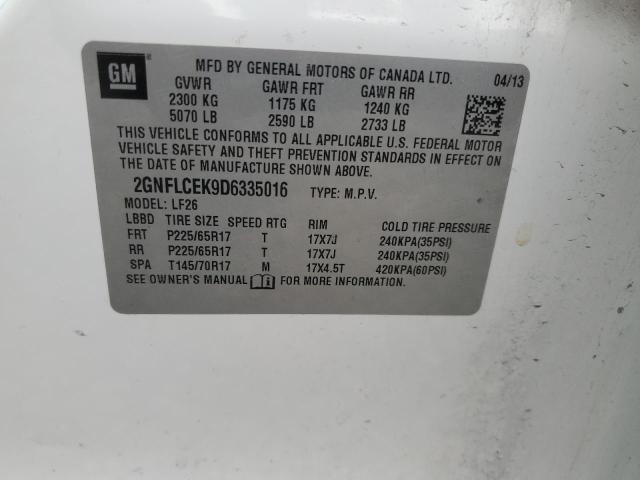 GM
MFD BY GENERAL MOTORS OF CANADA LTD. 04/13
GVWR GAWR FRT GAWR RR
2300 KG 1175 KG 1240 KG
5070 LB 2590 LB 2733 LB
THIS VEHICLE CONFORMS TO ALL APPLICABLE U.S. FEDERAL MOTOR
VEHICLE SAFETY AND THEFT PREVENTION STANDARDS IN EFFECT ON
THE DATE OF MANUFACTURE SHOWN ABOVE.
2GNFLCEK9D6335016 TYPE: M.P.V.
MODEL: LF26
LBBD TIRE SIZE SPEED RTG RIM COLD TIRE PRESSURE
FRT P225/65R17 T 17X7J 240KPA(35PSI)
RR P225/65R17 T 17X7J 240KPA(35PSI)
SPA T145/70R17 M 17X4.5T 420KPA(60PSI)
SEE OWNER'S MANUAL FOR MORE INFORMATION.